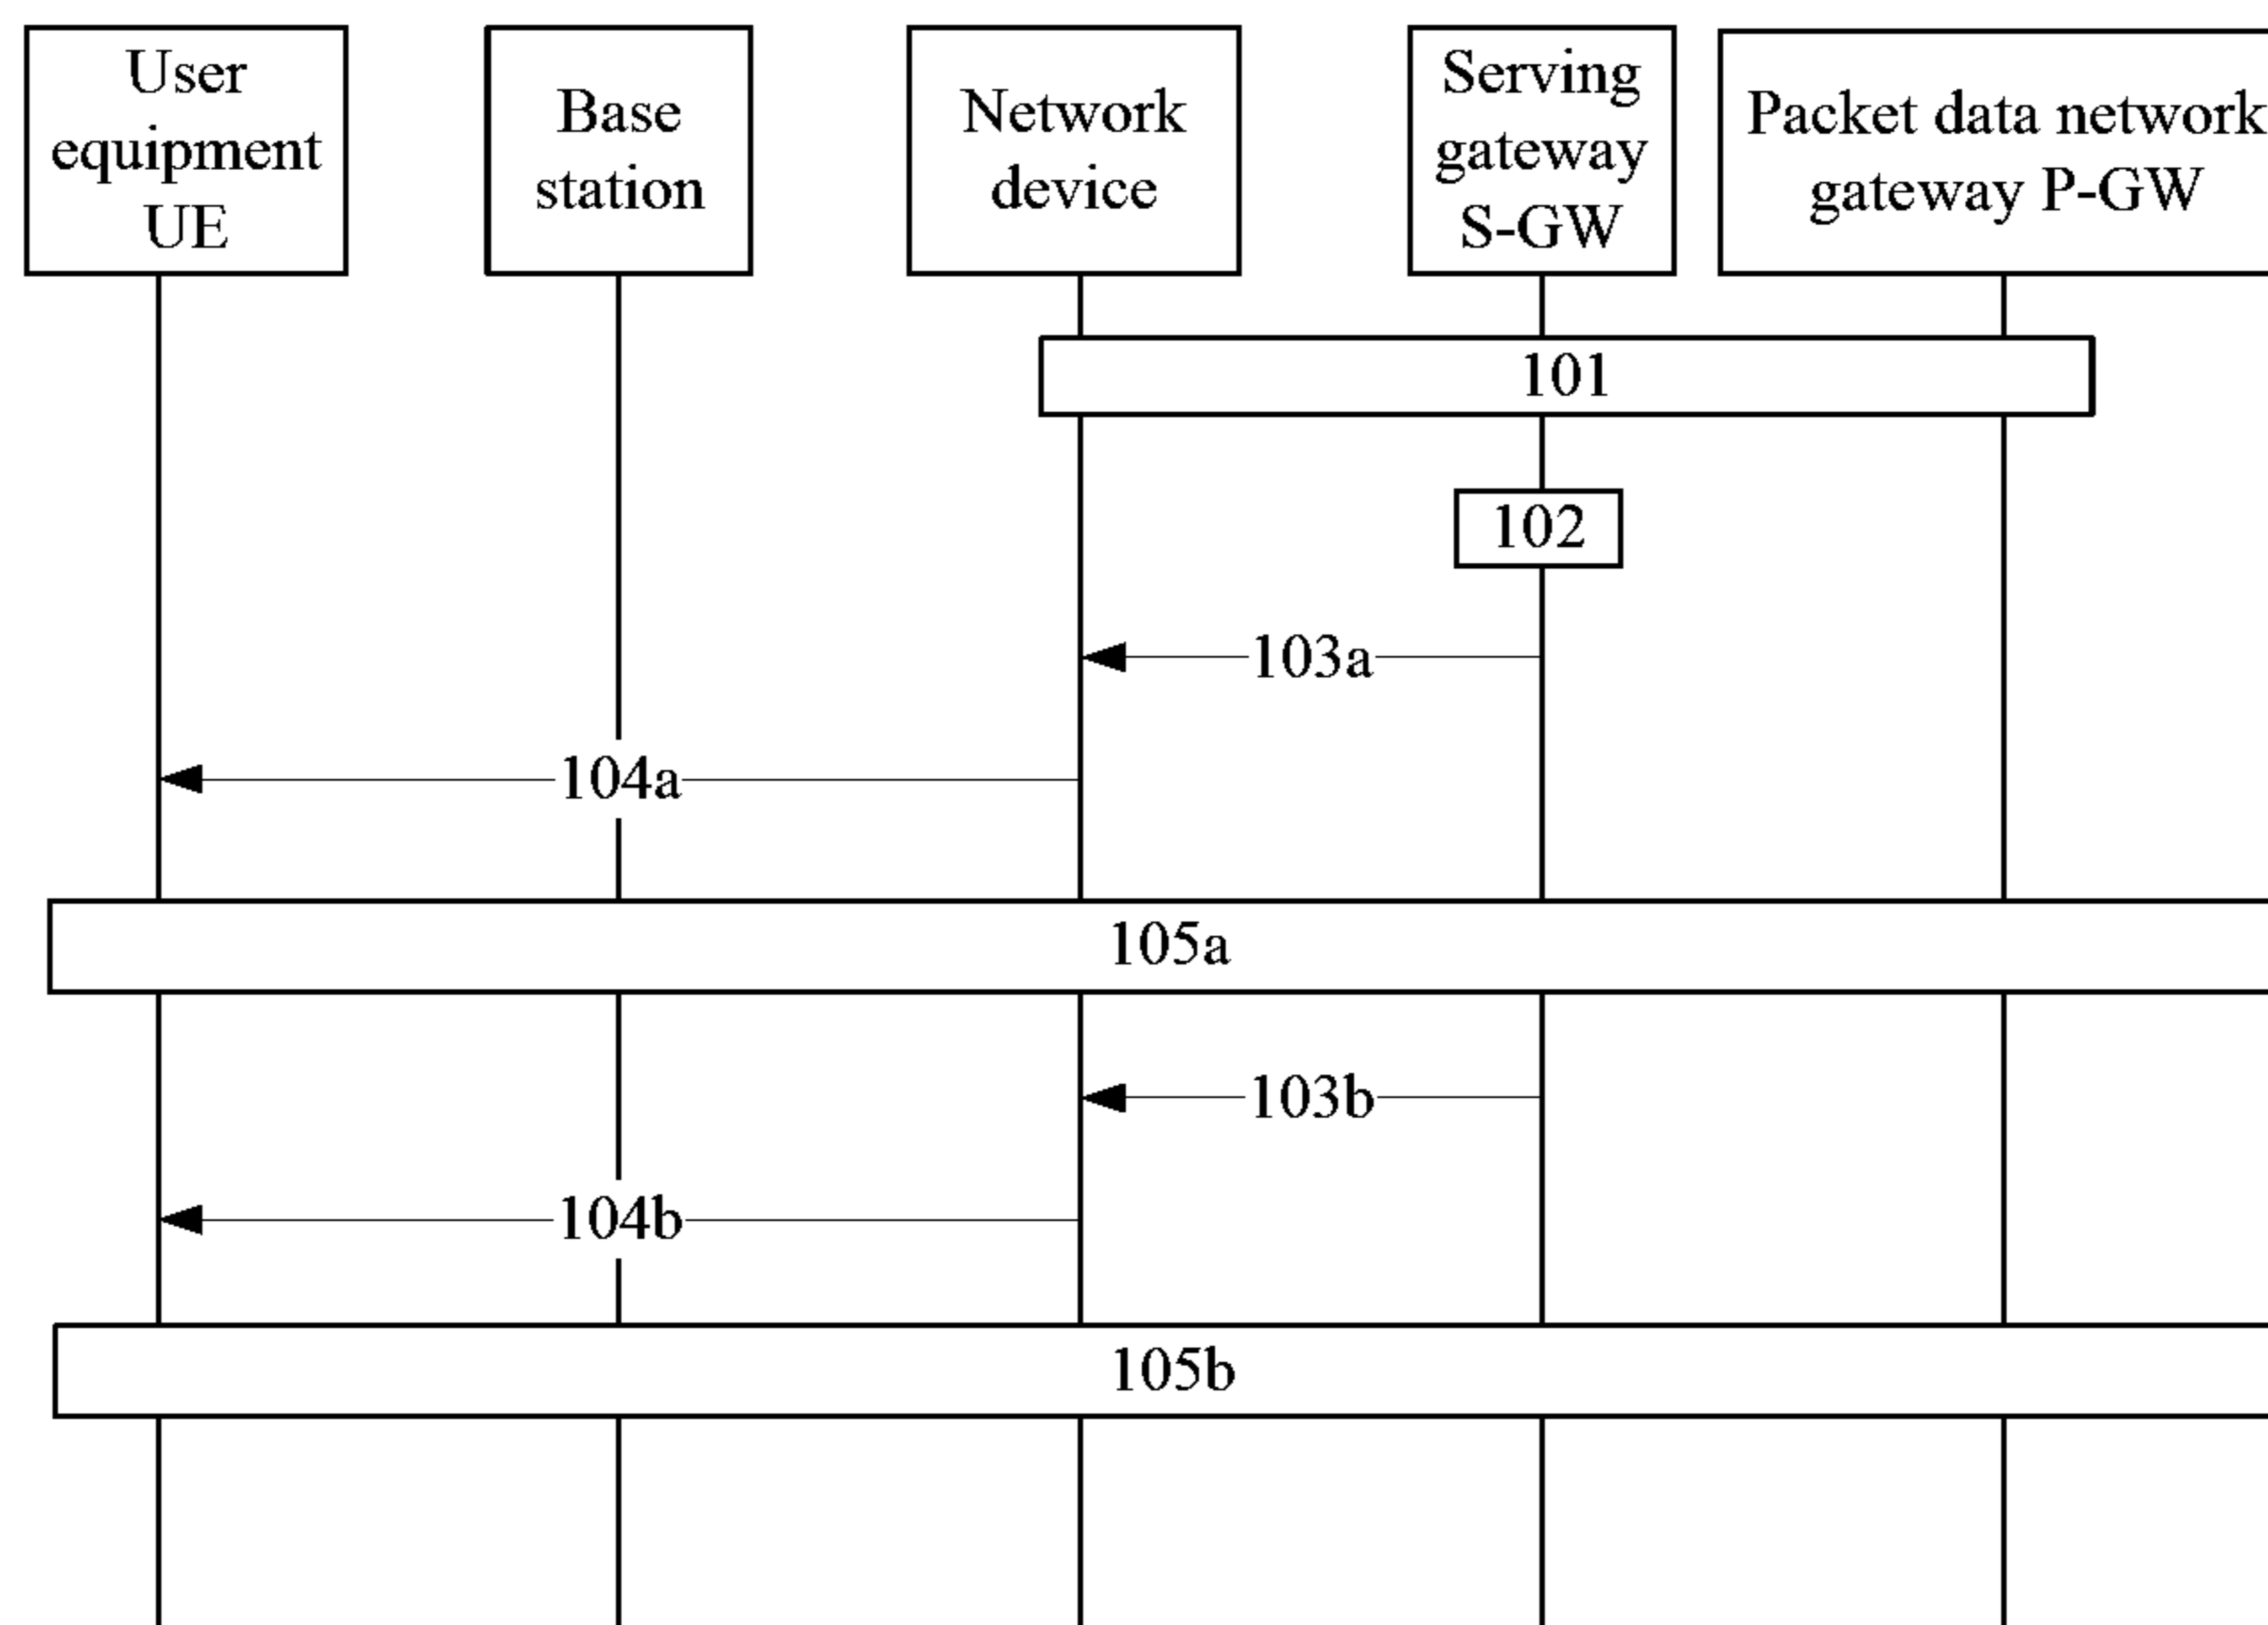 User
equipment
UE
Base
station
Network
device
Serving
gateway
S-GW
Packet data network
gateway P-GW
101
102
103a
104a
105a
103b
104b
105b